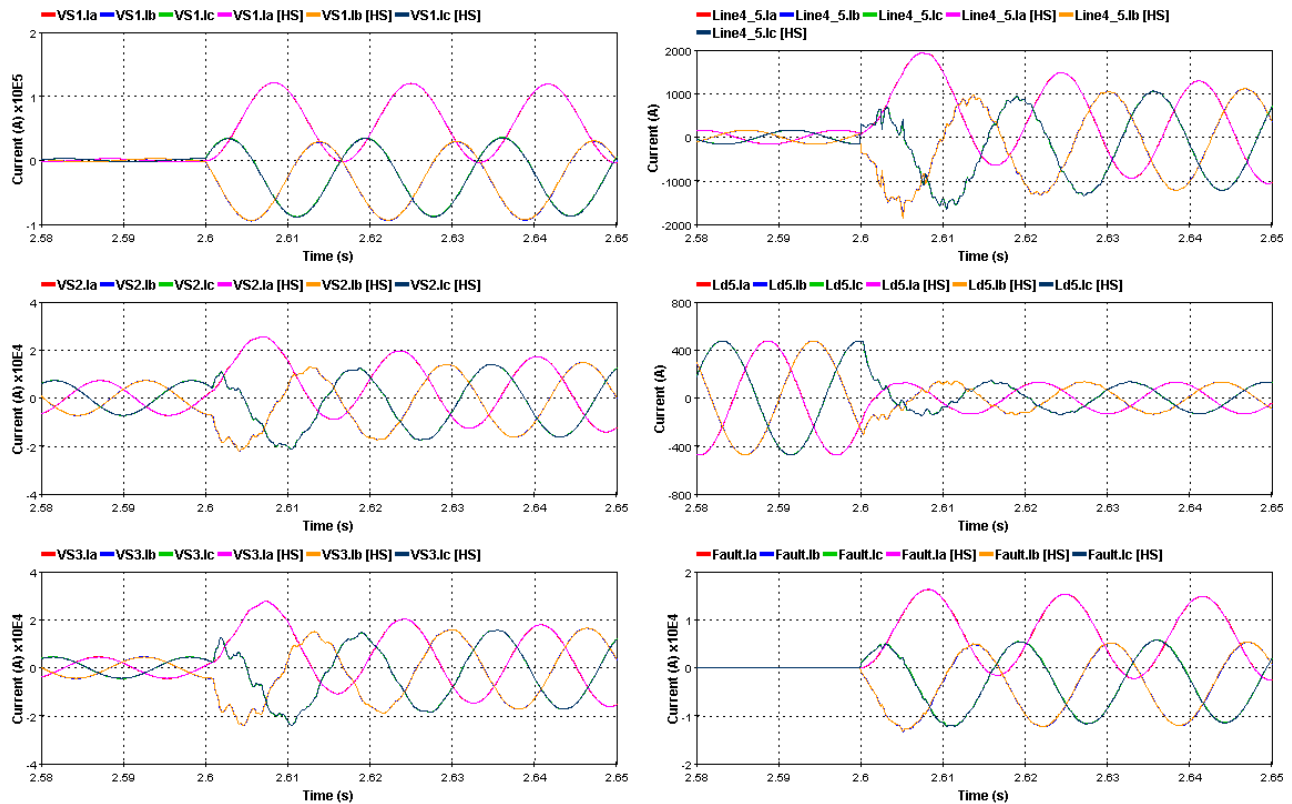 VS1.Ia VS1.Ib VS1.Ic VS1.Ia [HS] VS1.Ib [HS] VS1.Ic [HS]
2
1
0
-1
Current (A) x10E5
2.58 2.59 2.6 2.61 2.62 2.63 2.64 2.65
Time (s)
VS2.Ia VS2.Ib VS2.Ic VS2.Ia [HS] VS2.Ib [HS] VS2.Ic [HS]
4
2
0
-2
-4
Current (A) x10E4
2.58 2.59 2.6 2.61 2.62 2.63 2.64 2.65
Time (s)
VS3.Ia VS3.Ib VS3.Ic VS3.Ia [HS] VS3.Ib [HS] VS3.Ic [HS]
4
2
0
-2
-4
Current (A) x10E4
2.58 2.59 2.6 2.61 2.62 2.63 2.64 2.65
Time (s)
Line4_5.Ia Line4_5.Ib Line4_5.Ic Line4_5.Ia [HS] Line4_5.Ib [HS]
Line4_5.Ic [HS]
2000
1000
0
-1000
-2000
Current (A)
2.58 2.59 2.6 2.61 2.62 2.63 2.64 2.65
Time (s)
Ld5.Ia Ld5.Ib Ld5.Ic Ld5.Ia [HS] Ld5.Ib [HS] Ld5.Ic [HS]
800
400
0
-400
-800
Current (A)
2.58 2.59 2.6 2.61 2.62 2.63 2.64 2.65
Time (s)
Fault.Ia Fault.Ib Fault.Ic Fault.Ia [HS] Fault.Ib [HS] Fault.Ic [HS]
2
1
0
-1
-2
Current (A) x10E4
2.58 2.59 2.6 2.61 2.62 2.63 2.64 2.65
Time (s)